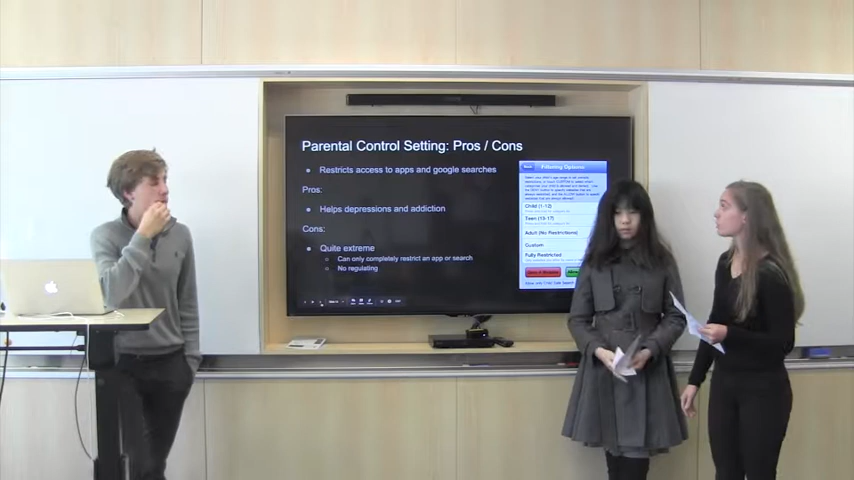 Parental Control Setting: Pros / Cons
Restricts access to apps and google searches
Pros:
Helps depressions and addiction
Cons:
Quite extreme
Can only completely restrict an app or search
No regulating
Filtering Options
Child (1-12)
Teen (13-17)
Adult (No Restrictions)
Custom
Fully Restricted